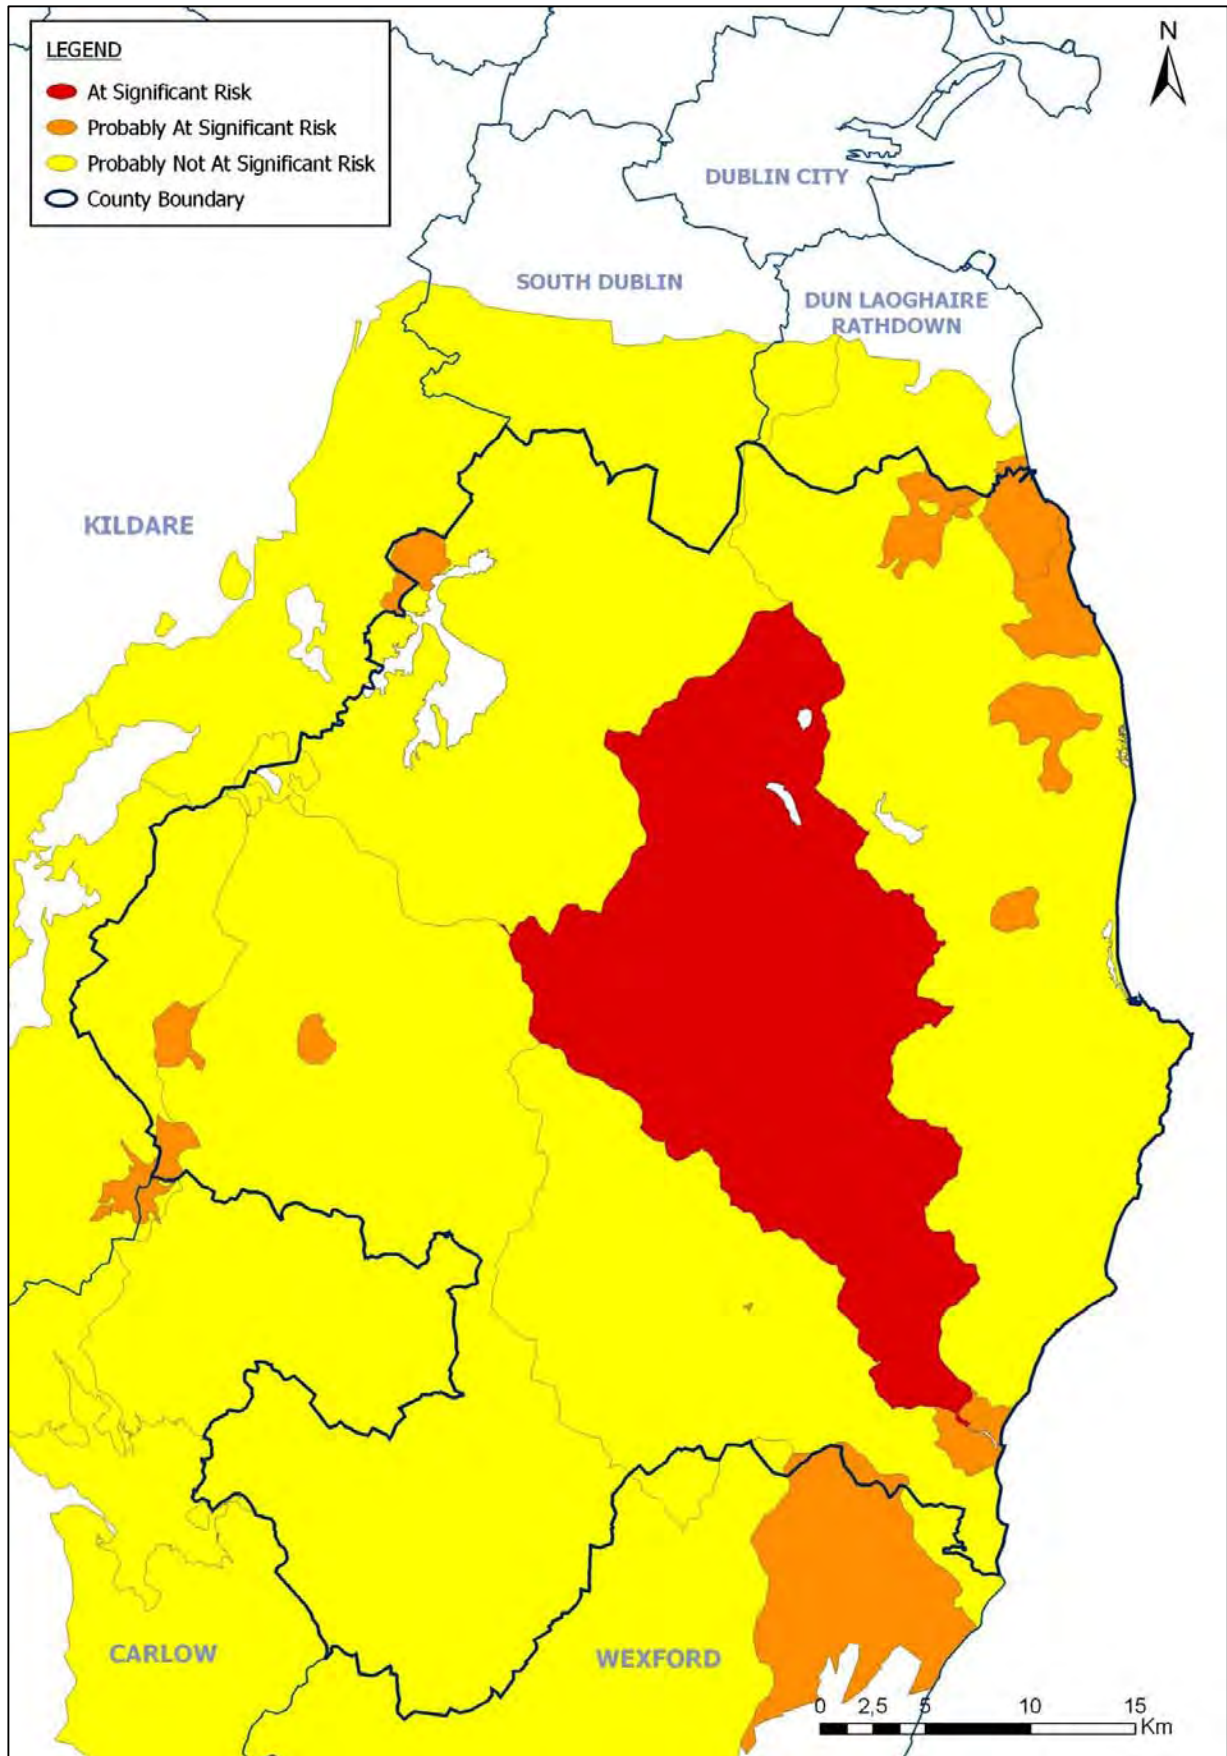 LEGEND
At Significant Risk
Probably At Significant Risk
Probably Not At Significant Risk
County Boundary
N
DUBLIN CITY
SOUTH DUBLIN
DUN LAOGHAIRE
RATHDOWN
KILDARE
CARLOW
WEXFORD
0 2,5 5 10 15
Km